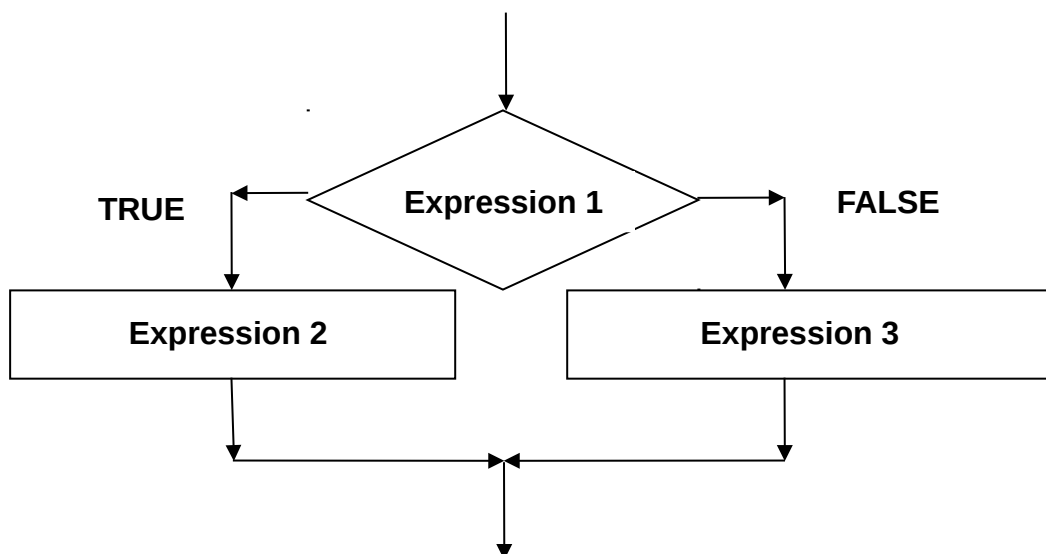 Expression 1
TRUE
FALSE
Expression 2
Expression 3